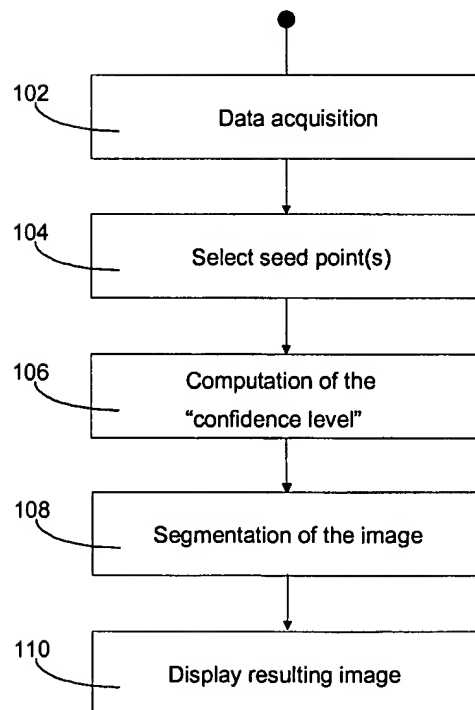 102
Data acquisition
104
Select seed point(s)
106
Computation of the
“confidence level”
108
Segmentation of the image
110
Display resulting image